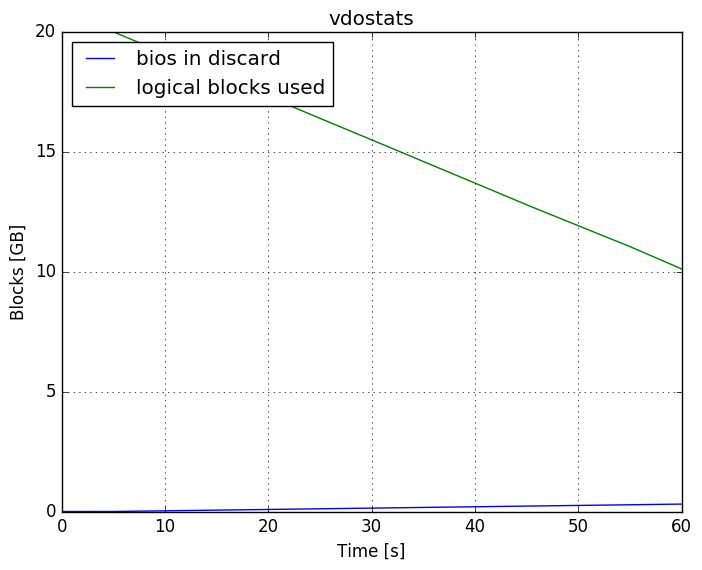 vdostats
20
bios in discard
logical blocks used
15
Blocks [GB]
10
5
0
0 10 20 30 40 50 60
Time [s]